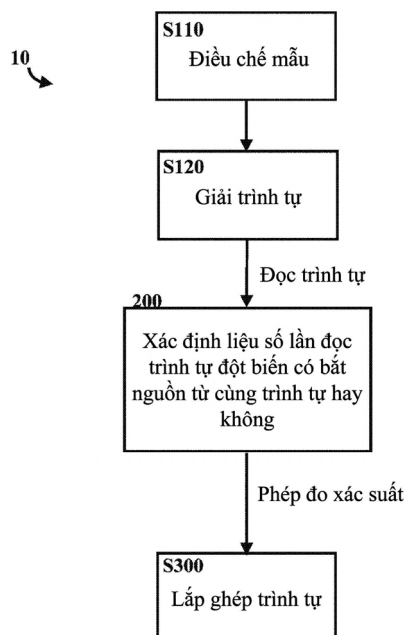 10
S110
Điều chế mẫu
S120
Giải trình tự
Đọc trình tự
200
Xác định liệu số lần đọc
trình tự đột biến có bắt
nguồn từ cùng trình tự hay
không
Phép đo xác suất
S300
Lắp ghép trình tự